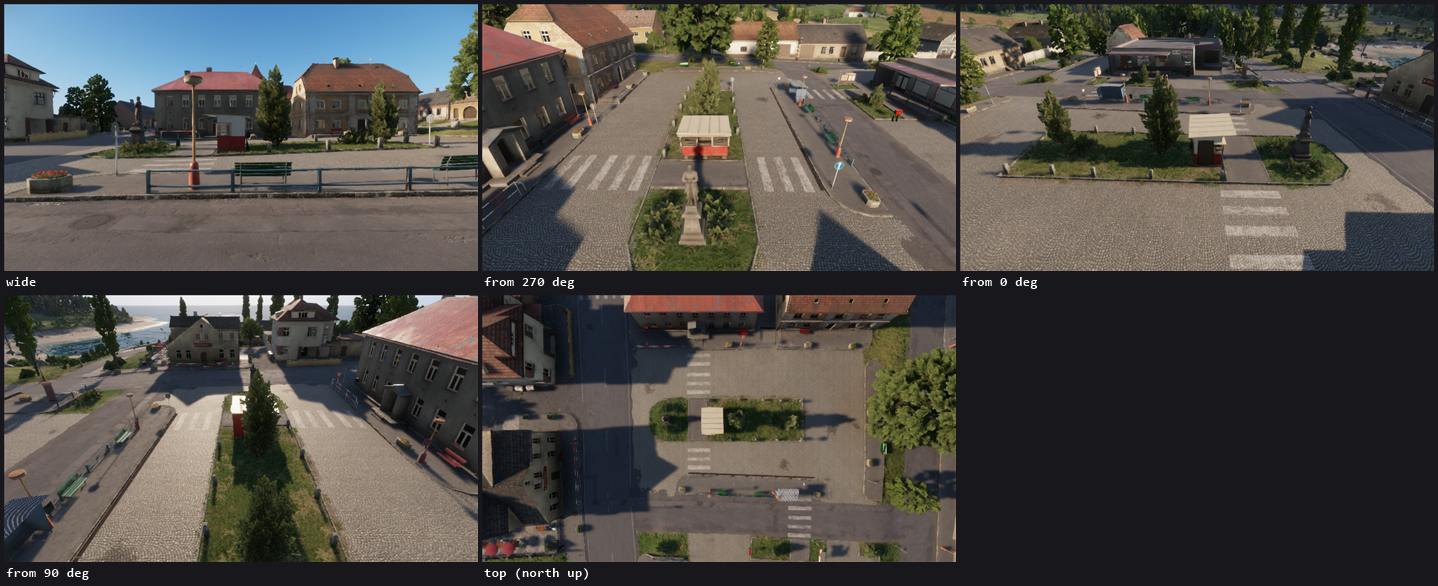 wide
from 270 deg
from 0 deg
from 90 deg
top (north up)